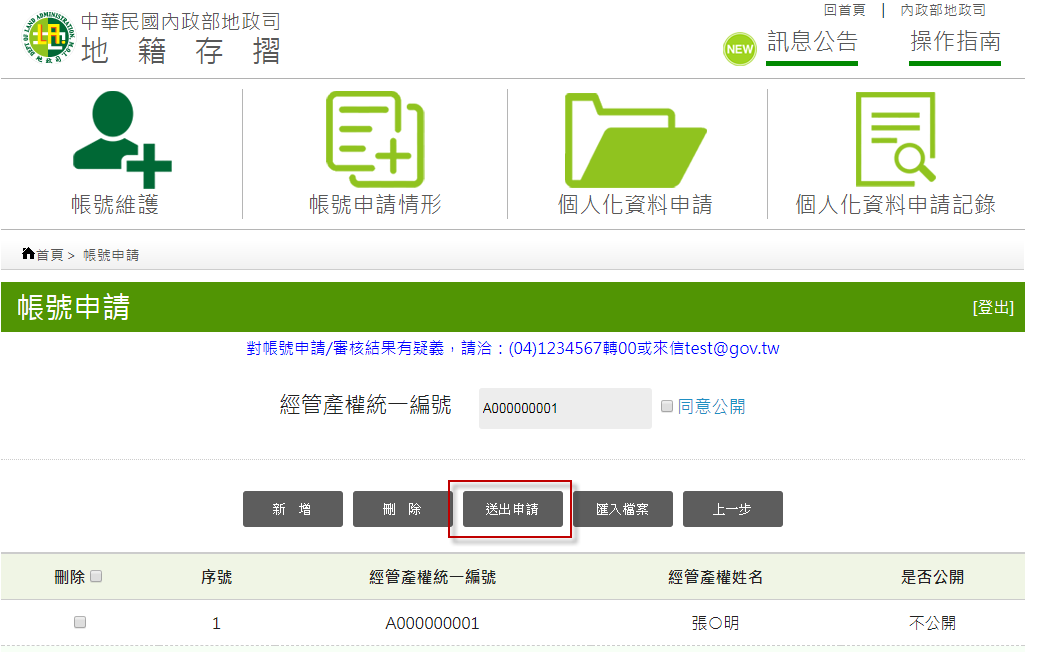 回首頁 | 內政部地政司
中華民國內政部地政司
地籍存摺
NEW 訊息公告 操作指南
帳號維護 帳號申請情形 個人化資料申請 個人化資料申請記錄
首頁 > 帳號申請
帳號申請 [登出]
對帳號申請/審核結果有疑義，請洽：(04)1234567轉00或來信test@gov.tw
經管產權統一編號 A000000001 同意公開
新 增 刪 除 送出申請 匯入檔案 上一步
刪除 序號 經管產權統一編號 經管產權姓名 是否公開
1 A000000001 張〇明 不公開